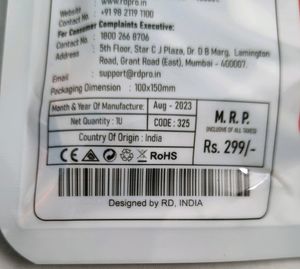 Website : www.rdpro.in
Contact No. : +91 98 2119 1100
For Consumer Complaints Executive:
Contact No. : 1800 266 8706
Address : 5th Floor, Star C J Plaza, Dr. D B Marg, Lamington
Road, Grant Road (East), Mumbai - 400007.
Email : support@rdpro.in
Packaging Dimension : 100x150mm
Month & Year Of Manufacture: Aug - 2023
Net Quantity : 1U CODE : 325
Country Of Origin : India
M. R. P.
(INCLUSIVE OF ALL TAXES)
Rs. 299/-
CE RoHS
Designed by RD, INDIA